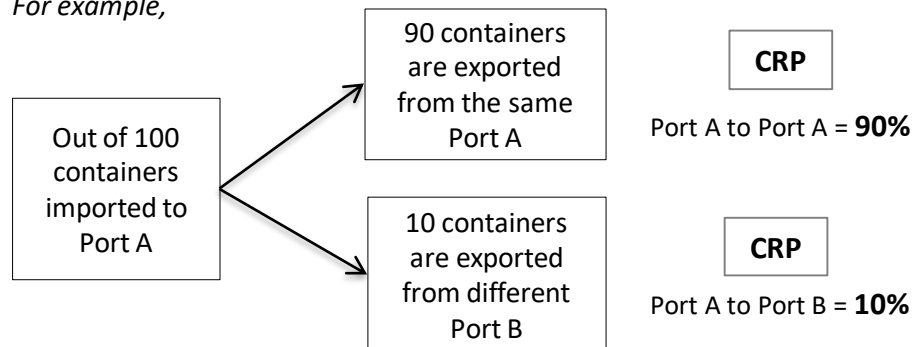 For example,
Out of 100
containers
imported to
Port A
90 containers
are exported
from the same
Port A
CRP
Port A to Port A = 90%
10 containers
are exported
from different
Port B
CRP
Port A to Port B = 10%